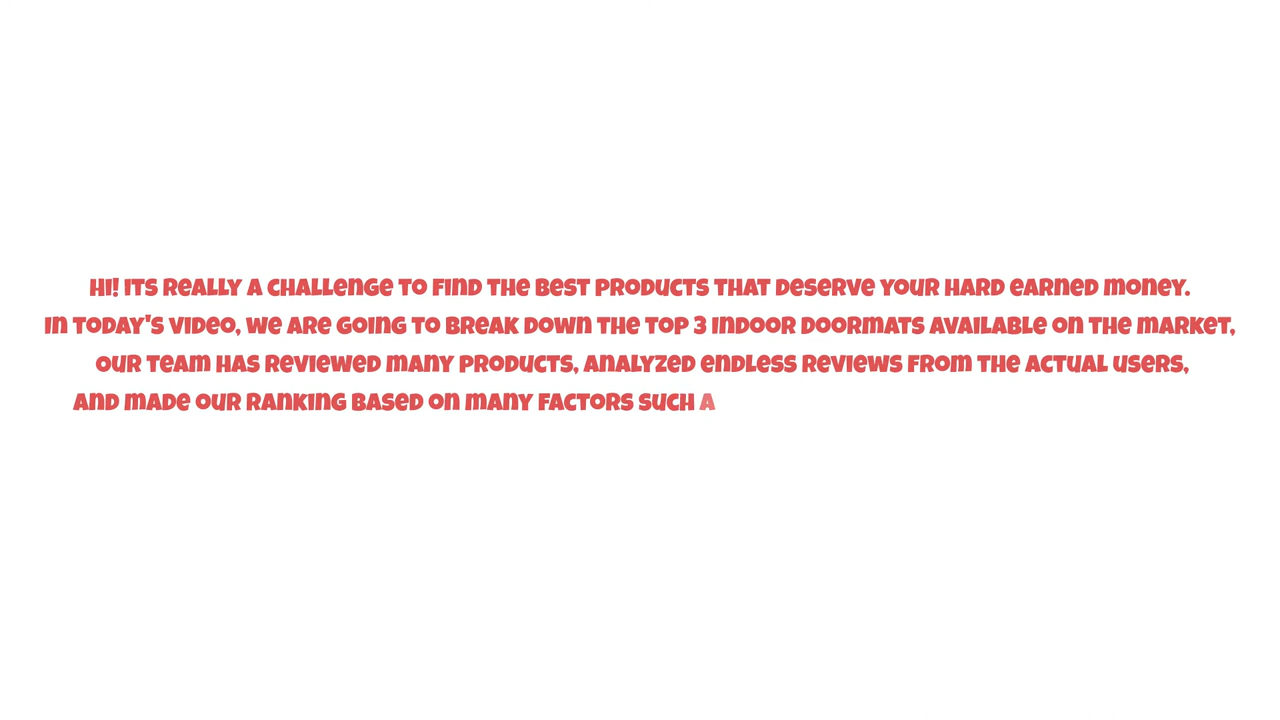 Hi! Its really a challenge to find the best products that deserve your hard earned money.
In today's video, we are going to break down the top 3 indoor doormats available on the market,
our team has reviewed many products, analyzed endless reviews from the actual users,
and made our ranking based on many factors such a